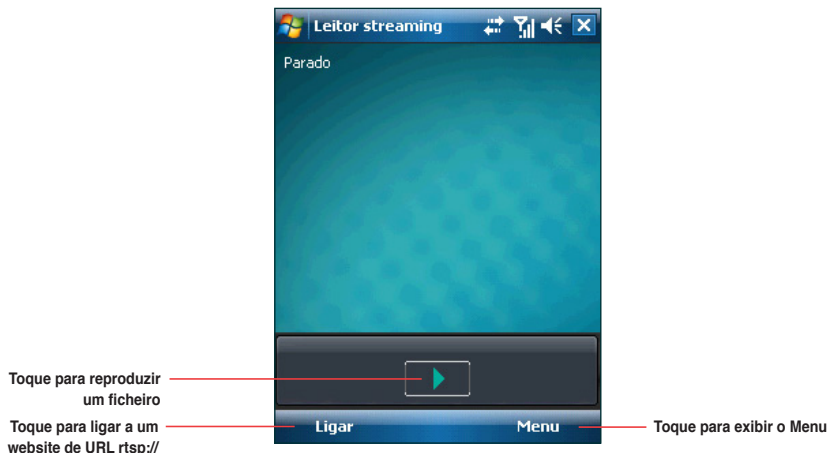 Leitor streaming
Parado
Toque para reproduzir
um ficheiro
Ligar
Menu
Toque para ligar a um
website de URL rtsp://
Toque para exibir o Menu